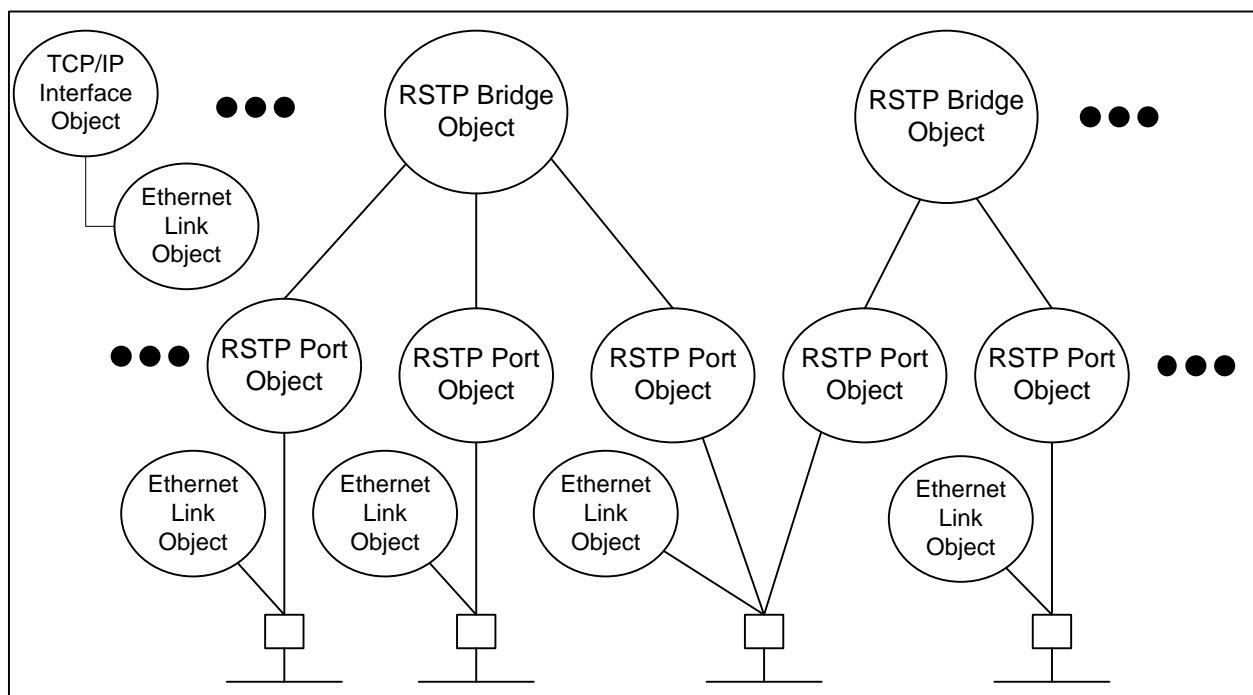 TCP/IP
Interface
Object
RSTP Bridge
Object
RSTP Bridge
Object
Ethernet
Link
Object
RSTP Port
Object
RSTP Port
Object
RSTP Port
Object
RSTP Port
Object
RSTP Port
Object
Ethernet
Link
Object
Ethernet
Link
Object
Ethernet
Link
Object
Ethernet
Link
Object